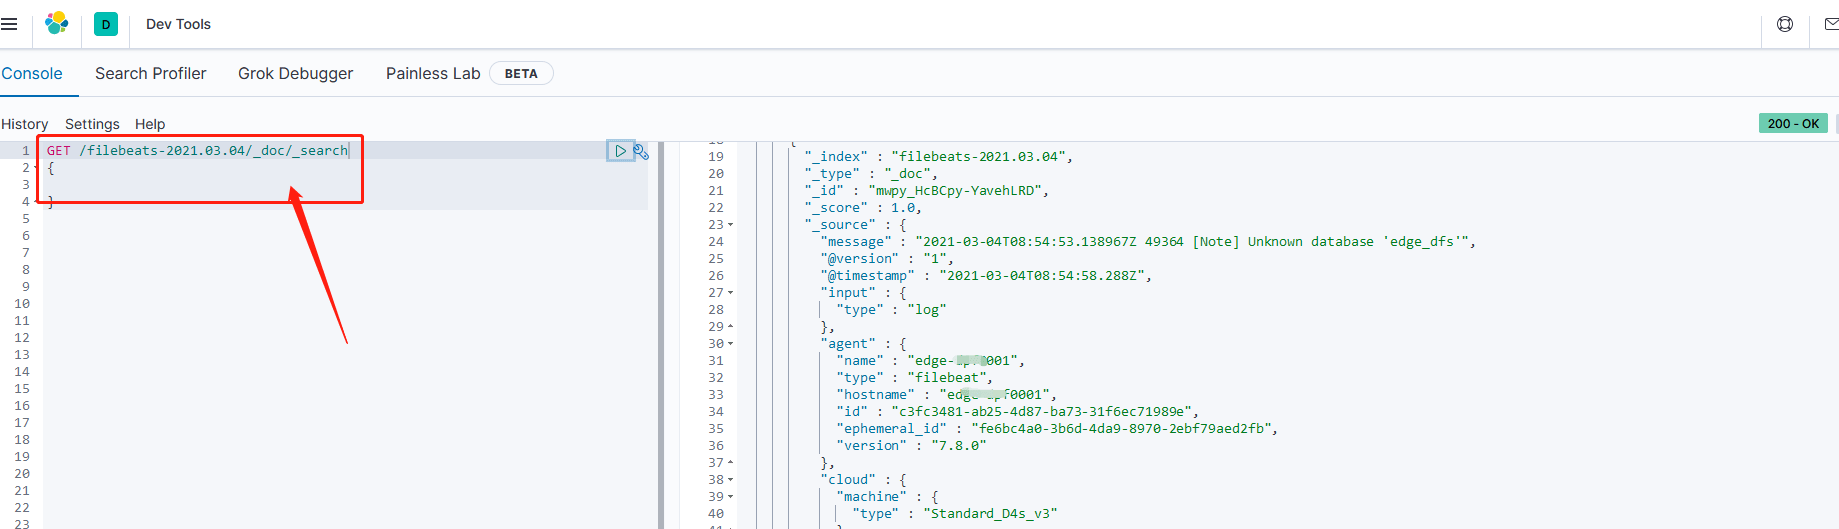 D Dev Tools
Console Search Profiler Grok Debugger Painless Lab BETA
History Settings Help
200 - OK
1 GET /filebeats-2021.03.04/_doc/_search
2 {
3
4 }
5
6
7
8
9
10
11
12
13
14
15
16
17
18
19
20
21
22
23
18 {
19 "_index" : "filebeats-2021.03.04",
20 "_type" : "_doc",
21 "_id" : "mwpy_HcBCpy-YavehLRD",
22 "_score" : 1.0,
23 "_source" : {
24 "message" : "2021-03-04T08:54:53.138967Z 49364 [Note] Unknown database 'edge_dfs'",
25 "@version" : "1",
26 "@timestamp" : "2021-03-04T08:54:58.288Z",
27 "input" : {
28 "type" : "log"
29 },
30 "agent" : {
31 "name" : "edge-001",
32 "type" : "filebeat",
33 "hostname" : "0001",
34 "id" : "c3fc3481-ab25-4d87-ba73-31f6ec71989e",
35 "ephemeral_id" : "fe6bc4a0-3b6d-4da9-8970-2ebf79aed2fb",
36 "version" : "7.8.0"
37 },
38 "cloud" : {
39 "machine" : {
40 "type" : "Standard_D4s_v3"
41 }